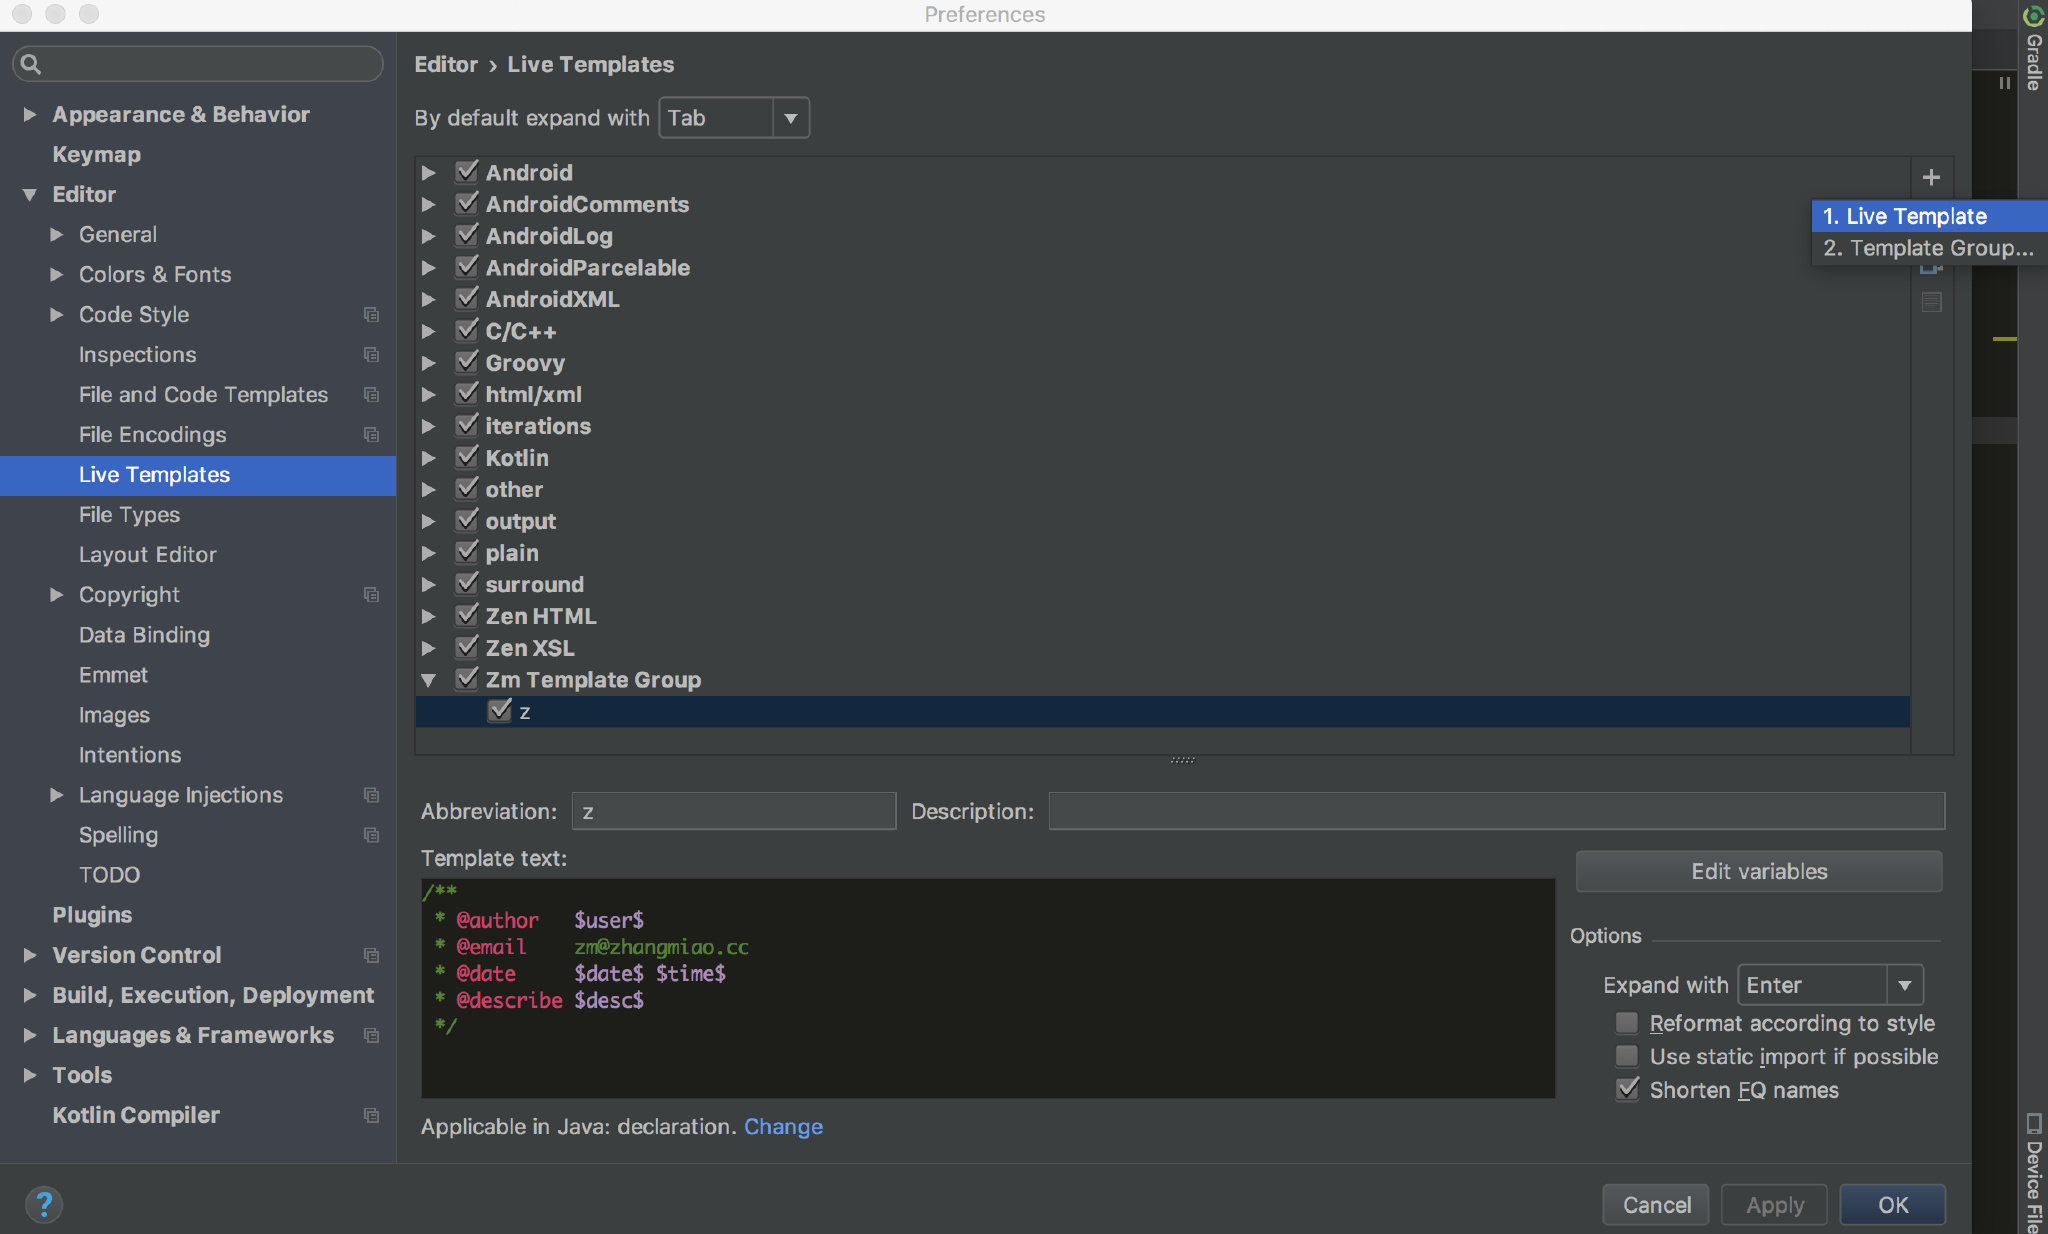 Preferences
Gradle
Appearance & Behavior
Keymap
Editor
General
Colors & Fonts
Code Style
Inspections
File and Code Templates
File Encodings
Live Templates
File Types
Layout Editor
Copyright
Data Binding
Emmet
Images
Intentions
Language Injections
Spelling
TODO
Plugins
Version Control
Build, Execution, Deployment
Languages & Frameworks
Tools
Kotlin Compiler
Editor › Live Templates
By default expand with Tab
Android
AndroidComments
AndroidLog
AndroidParcelable
AndroidXML
C/C++
Groovy
html/xml
iterations
Kotlin
other
output
plain
surround
Zen HTML
Zen XSL
Zm Template Group
z
1. Live Template
2. Template Group...
Abbreviation: z Description:
Template text:
/**
* @author $user$
* @email zm@zhangmiao.cc
* @date $date$ $time$
* @describe $desc$
*/
Edit variables
Options
Expand with Enter
Reformat according to style
Use static import if possible
Shorten FQ names
Applicable in Java: declaration. Change
?
Cancel Apply OK
Device File